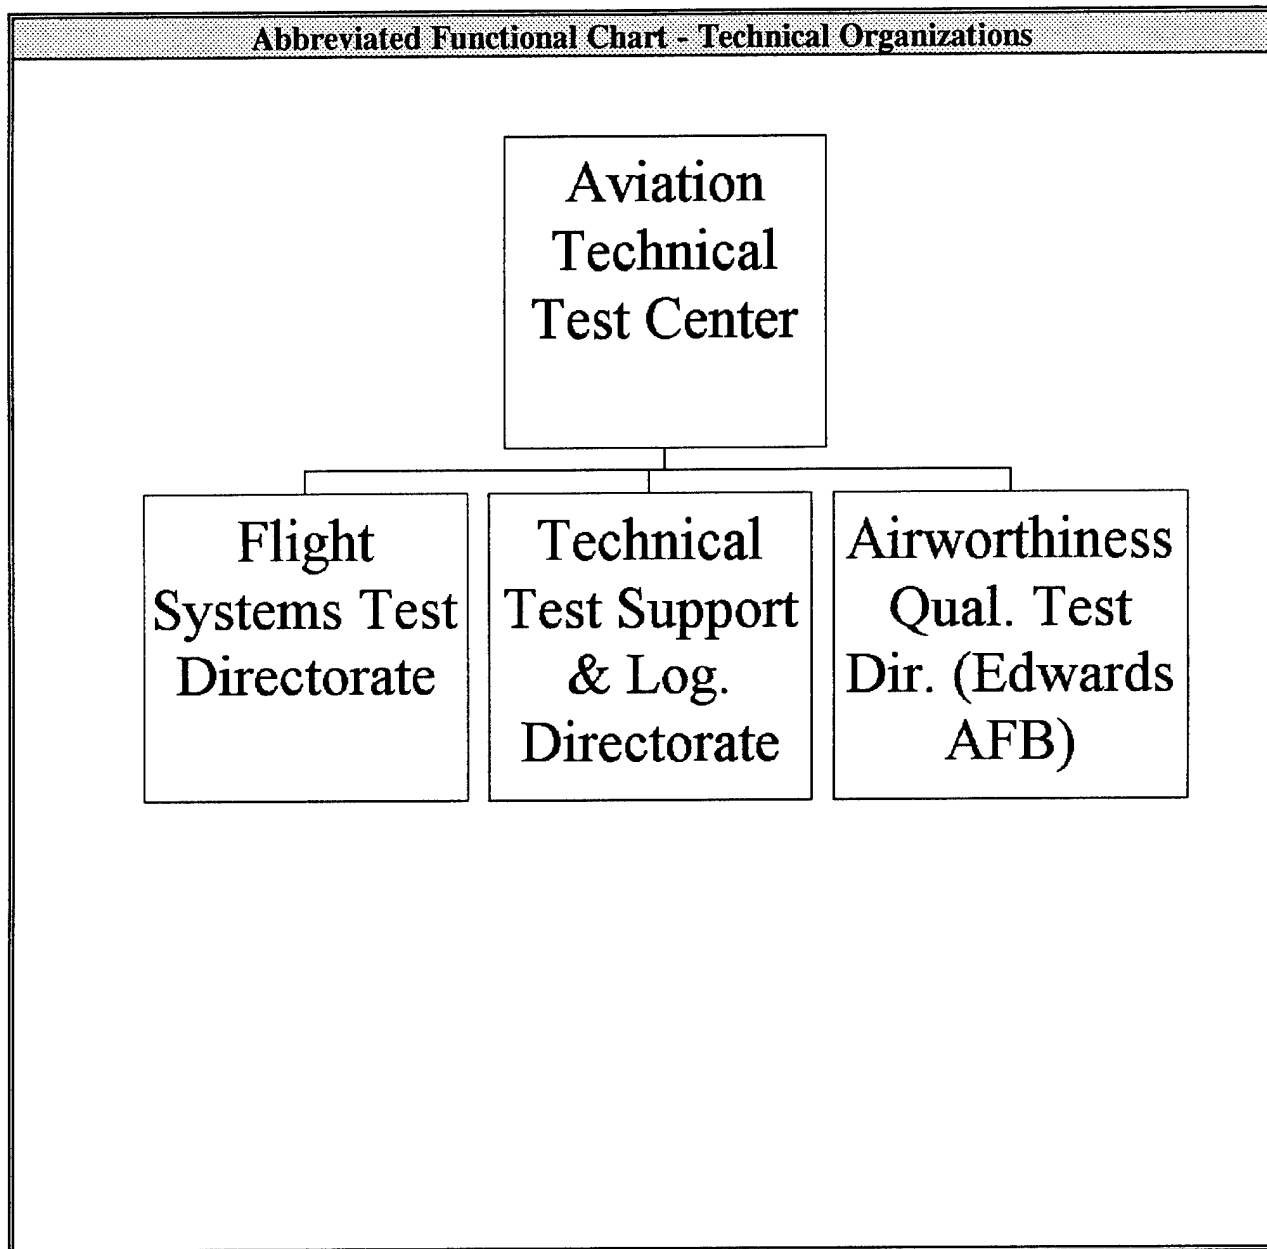 Abbreviated Functional Chart - Technical Organizations
Aviation
Technical
Test Center
Flight
Systems Test
Directorate
Technical
Test Support
& Log.
Directorate
Airworthiness
Qual. Test
Dir. (Edwards
AFB)